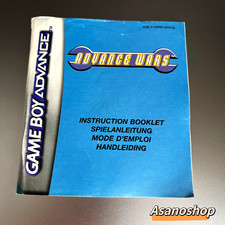 GAME BOY ADVANCE
ADVANCE WARS
INSTRUCTION BOOKLET
SPIELANLEITUNG
MODE D'EMPLOI
HANDLEIDING
Asanoshop